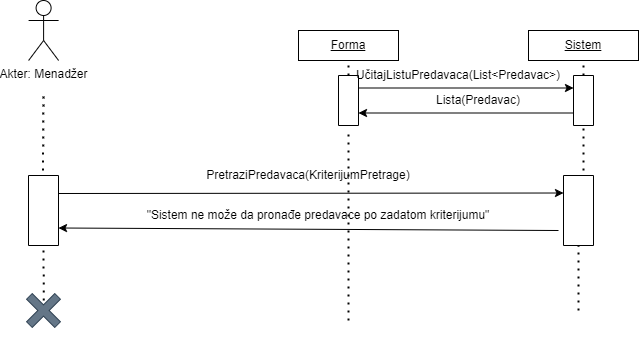 Forma
Sistem
Akter: Menadžer
UčitajListuPredavaca(List<Predavac>)
Lista(Predavac)
PretraziPredavaca(KriterijumPretrage)
"Sistem ne može da pronađe predavace po zadatom kriterijumu"